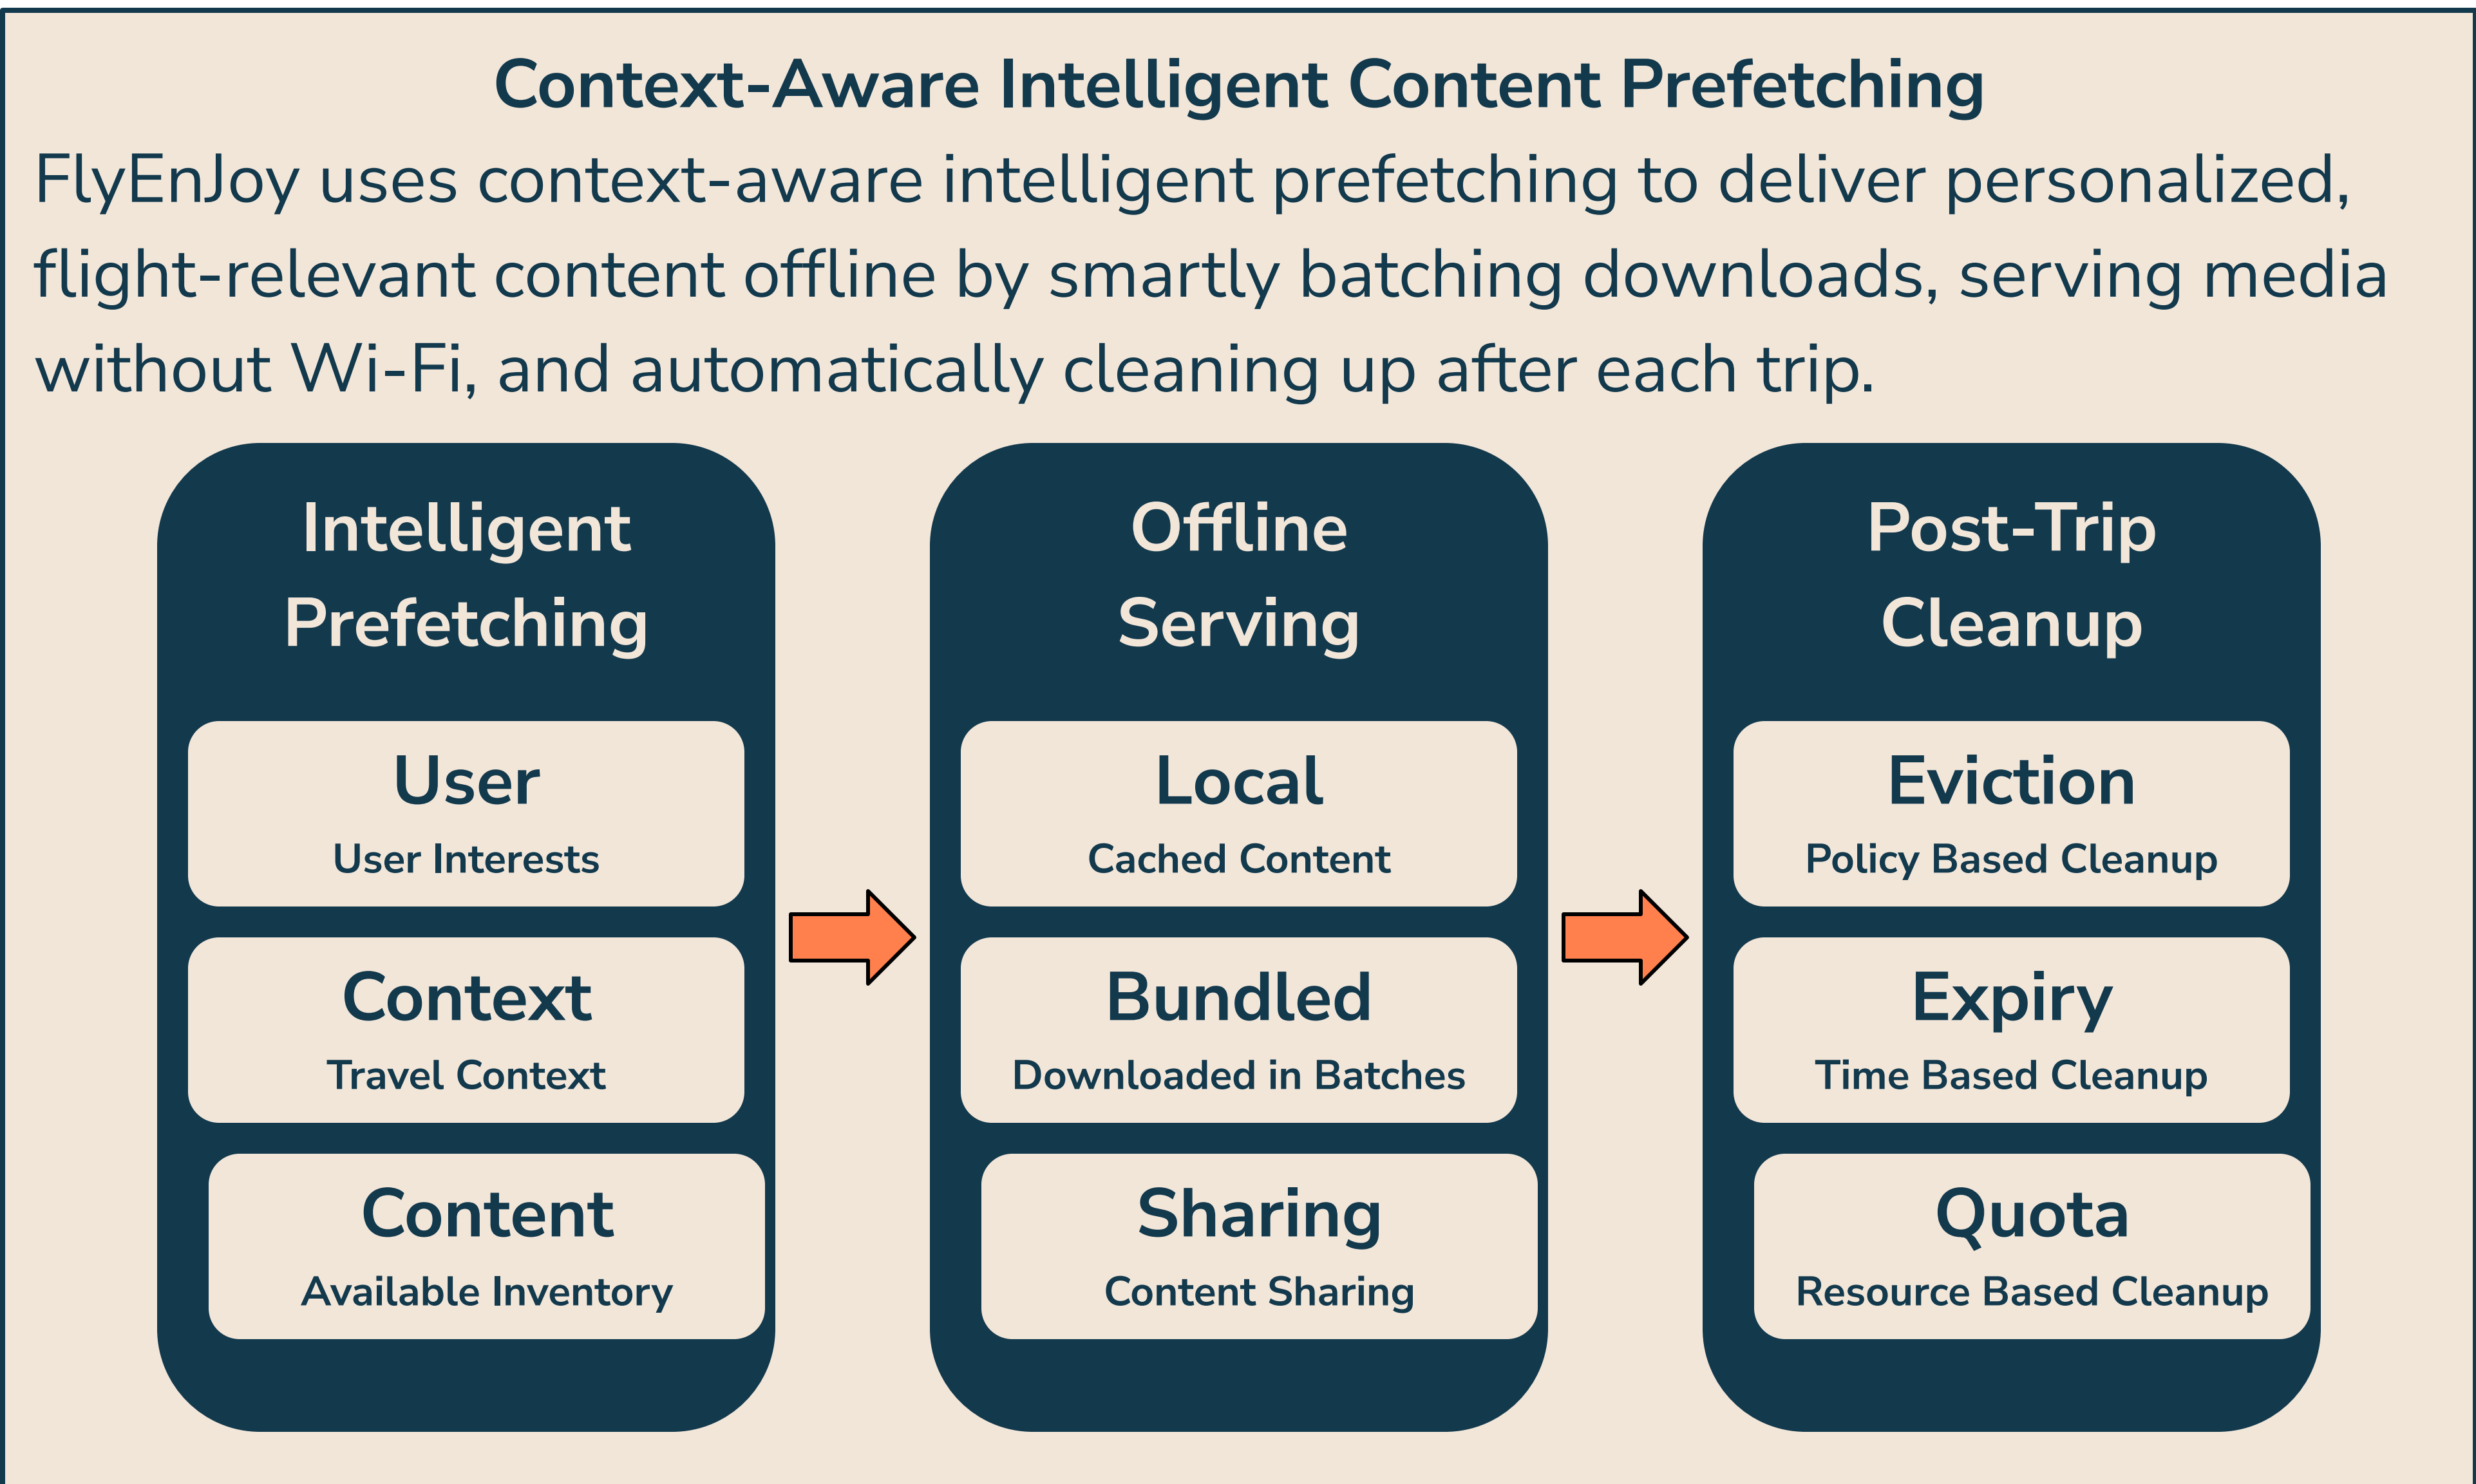 Context-Aware Intelligent Content Prefetching
FlyEnJoy uses context-aware intelligent prefetching to deliver personalized,
flight-relevant content offline by smartly batching downloads, serving media
without Wi-Fi, and automatically cleaning up after each trip.
Intelligent
Prefetching
User
User Interests
Context
Travel Context
Content
Available Inventory
Offline
Serving
Local
Cached Content
Bundled
Downloaded in Batches
Sharing
Content Sharing
Post-Trip
Cleanup
Eviction
Policy Based Cleanup
Expiry
Time Based Cleanup
Quota
Resource Based Cleanup